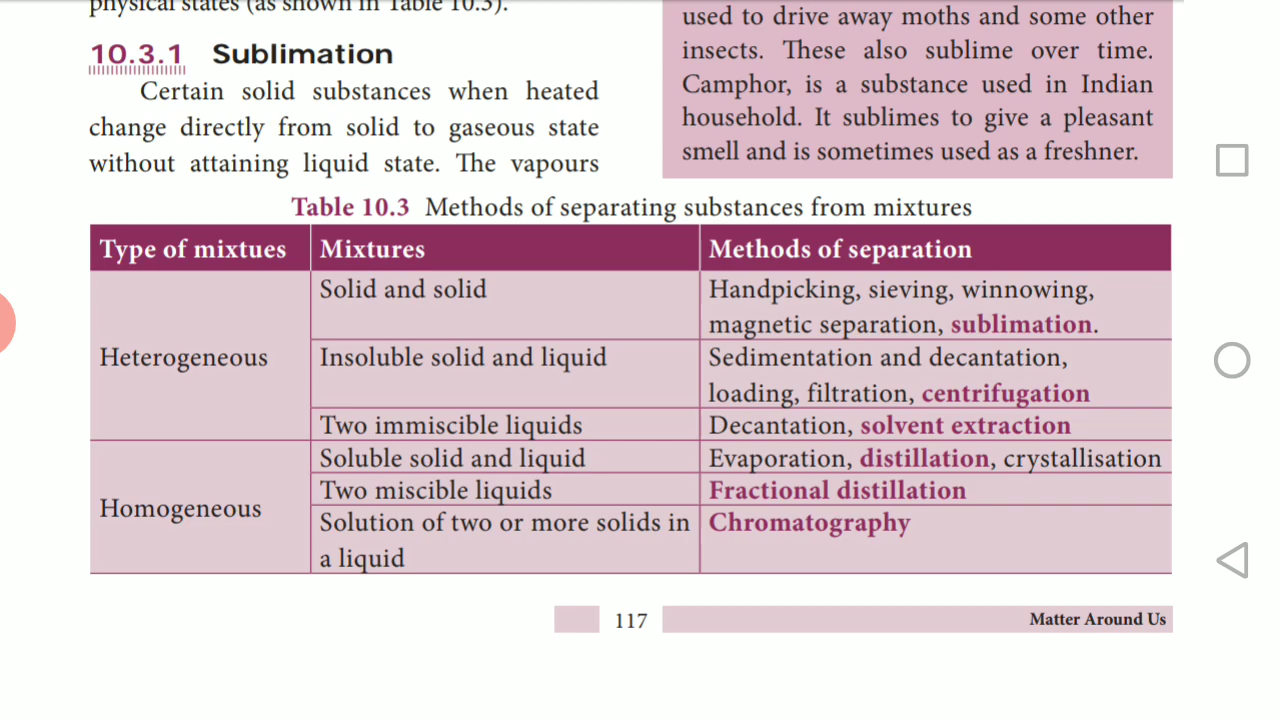 physical states (as shown in Table 10.3).
10.3.1 Sublimation
Certain solid substances when heated
change directly from solid to gaseous state
without attaining liquid state. The vapours
used to drive away moths and some other
insects. These also sublime over time.
Camphor, is a substance used in Indian
household. It sublimes to give a pleasant
smell and is sometimes used as a freshner.
Table 10.3 Methods of separating substances from mixtures
Type of mixtues Mixtures Methods of separation
Heterogeneous
Solid and solid
Handpicking, sieving, winnowing,
magnetic separation, sublimation.
Insoluble solid and liquid
Sedimentation and decantation,
loading, filtration, centrifugation
Two immiscible liquids Decantation, solvent extraction
Homogeneous
Soluble solid and liquid Evaporation, distillation, crystallisation
Two miscible liquids Fractional distillation
Solution of two or more solids in
a liquid
Chromatography
117
Matter Around Us